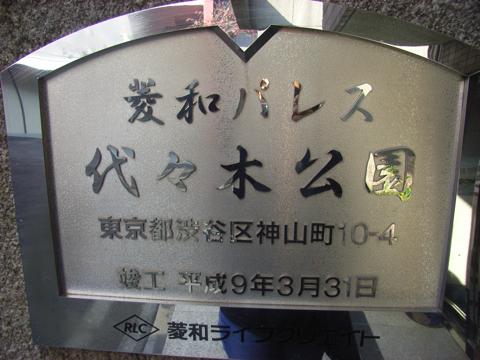 菱和パレス
代々木公園
東京都渋谷区神山町10-4
竣工 平成9年3月31日
RLC 菱和ライフクリエイト